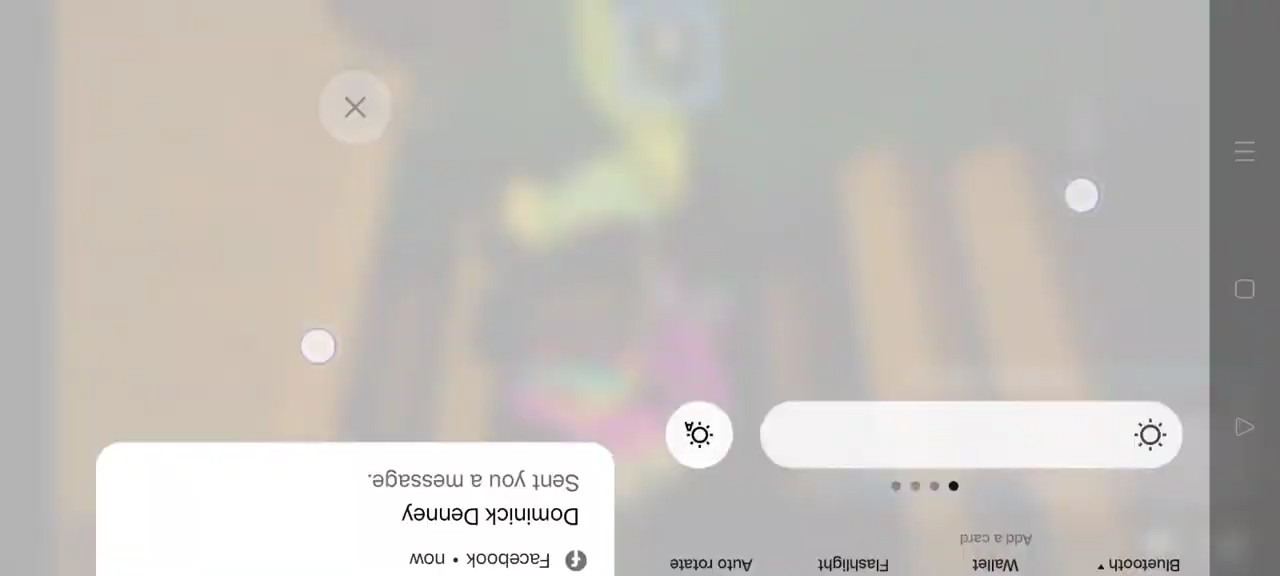 Bluetooth ▾
Wallet
Add a card
Flashlight
Auto rotate
A
Facebook • now
Dominick Denney
Sent you a message.